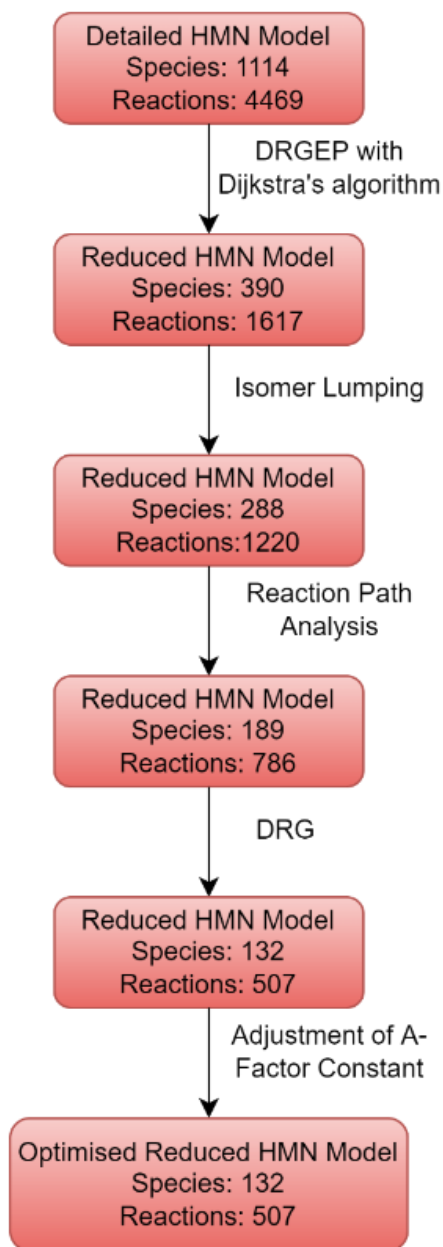 Detailed HMN Model
Species: 1114
Reactions: 4469
DRGEP with
Dijkstra's algorithm
Reduced HMN Model
Species: 390
Reactions: 1617
Isomer Lumping
Reduced HMN Model
Species: 288
Reactions:1220
Reaction Path
Analysis
Reduced HMN Model
Species: 189
Reactions: 786
DRG
Reduced HMN Model
Species: 132
Reactions: 507
Adjustment of A-
Factor Constant
Optimised Reduced HMN Model
Species: 132
Reactions: 507